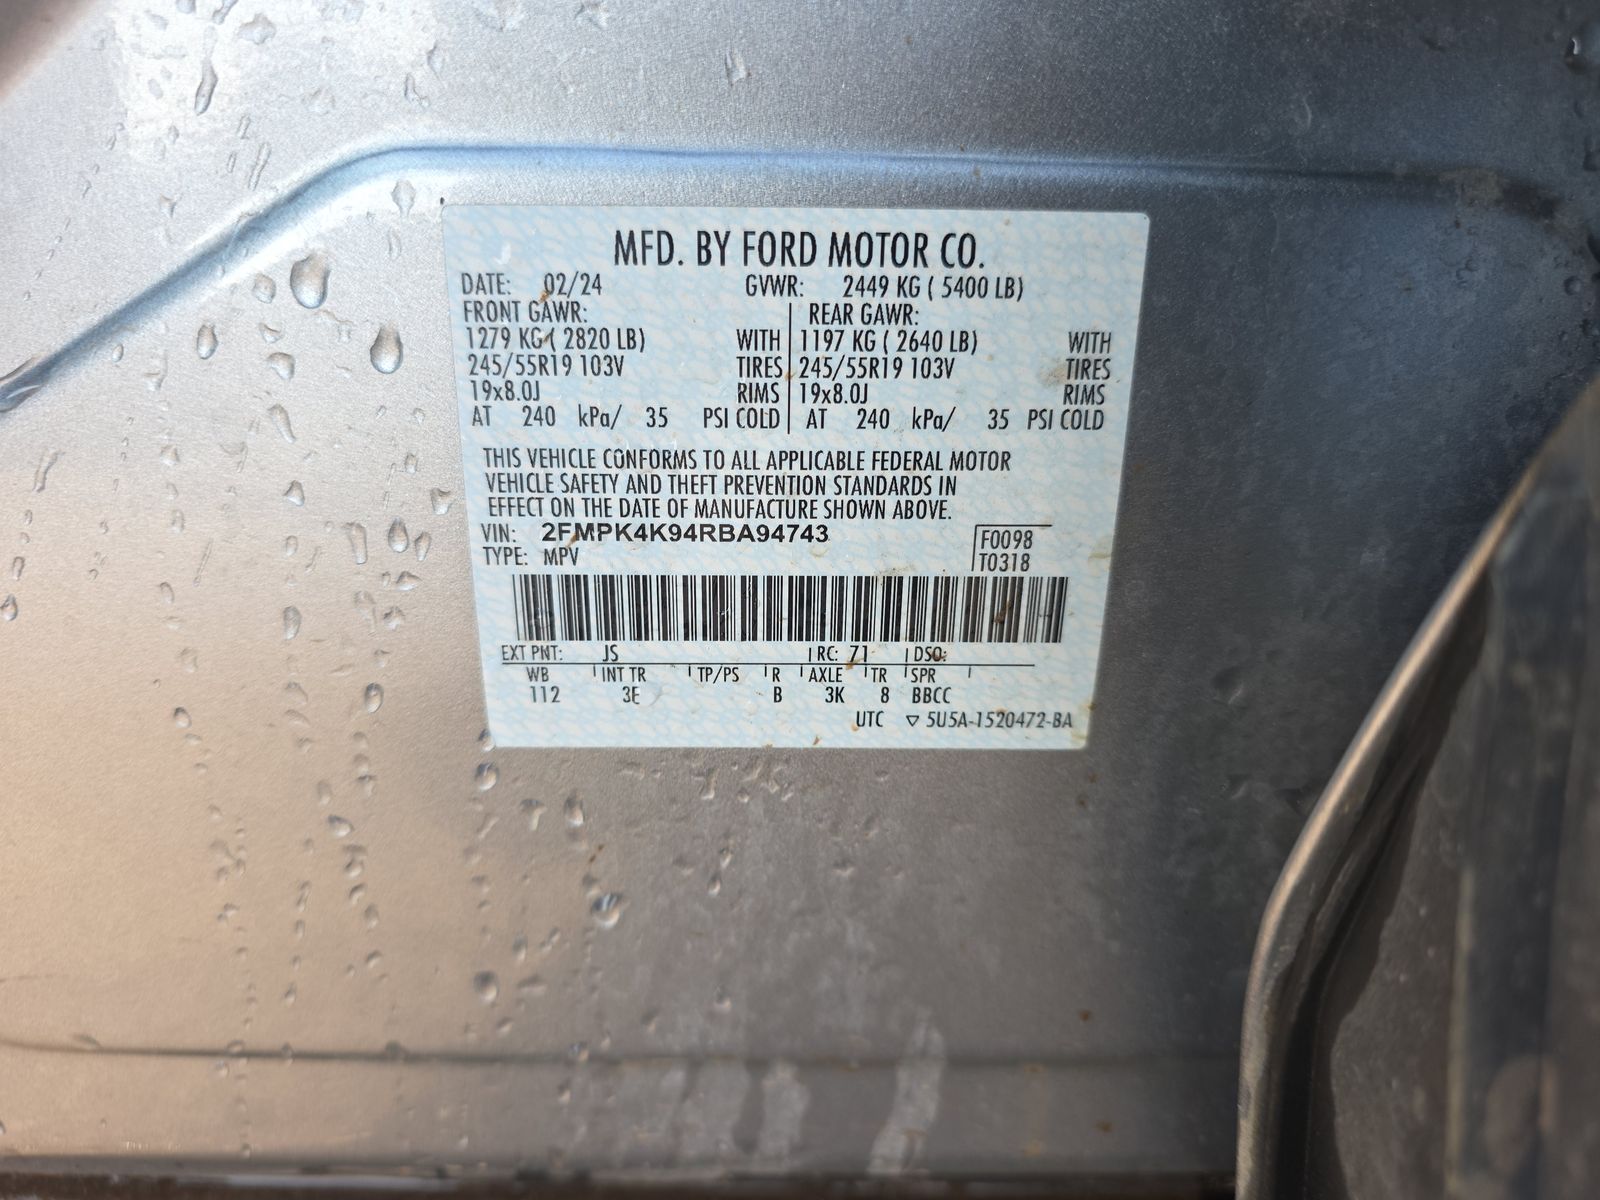 MFD. BY FORD MOTOR CO.
DATE: 02/24 GVWR: 2449 KG ( 5400 LB)
FRONT GAWR: REAR GAWR:
1279 KG ( 2820 LB) WITH 1197 KG ( 2640 LB) WITH
245/55R19 103V TIRES 245/55R19 103V TIRES
19x8.0J RIMS 19x8.0J RIMS
AT 240 kPa/ 35 PSI COLD AT 240 kPa/ 35 PSI COLD
THIS VEHICLE CONFORMS TO ALL APPLICABLE FEDERAL MOTOR
VEHICLE SAFETY AND THEFT PREVENTION STANDARDS IN
EFFECT ON THE DATE OF MANUFACTURE SHOWN ABOVE.
VIN: 2FMPK4K94RBA94743 F0098
TYPE: MPV T0318
EXT PNT: JS RC: 71 DSO:
WB INT TR TP/PS R AXLE TR SPR
112 3E B 3K 8 BBCC
UTC ▽ 5U5A-1520472-BA